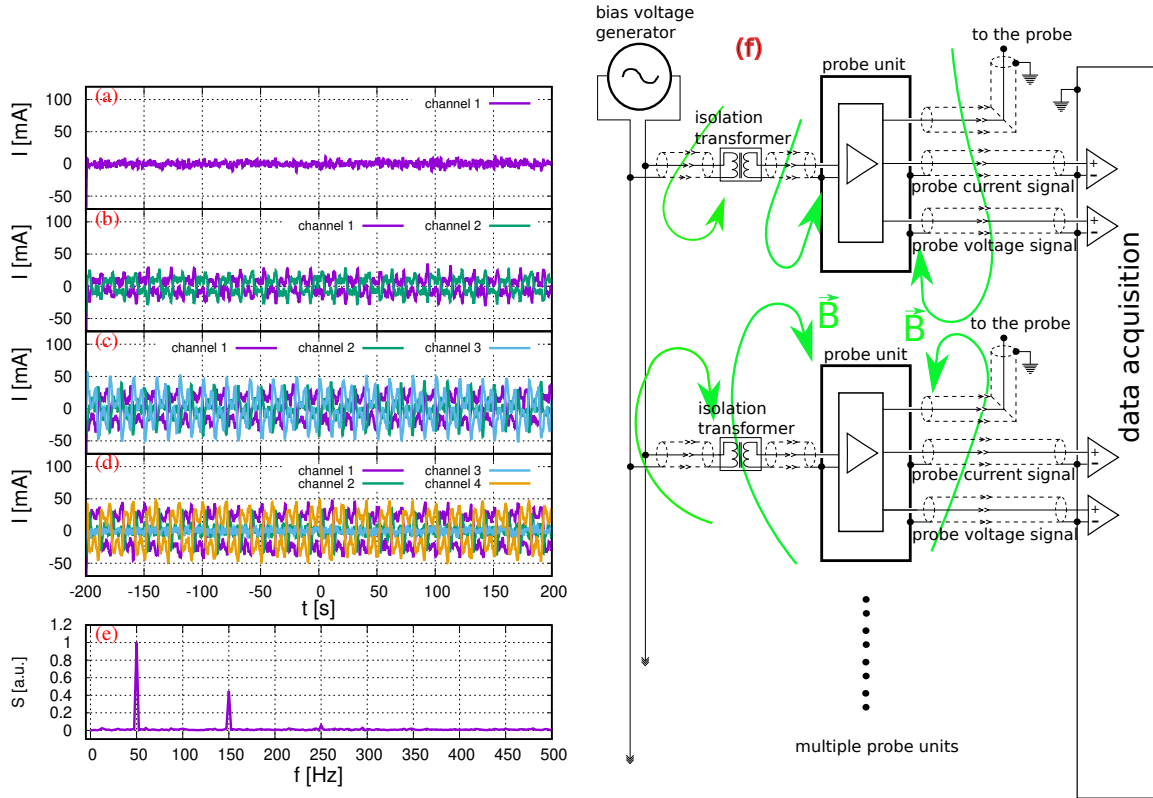 (a)
channel 1
I [mA]
100
50
0
-50
(b)
channel 1
channel 2
I [mA]
100
50
0
-50
(c)
channel 1
channel 2
channel 3
I [mA]
100
50
0
-50
(d)
channel 1
channel 3
channel 2
channel 4
I [mA]
100
50
0
-50
-200
-150
-100
-50
0
50
100
150
200
t [s]
(e)
S [a.u.]
1.2
1
0.8
0.6
0.4
0.2
0
0
50
100
150
200
250
300
350
400
450
500
f [Hz]
bias voltage
generator
(f)
to the probe
probe unit
isolation
transformer
+
-
probe current signal
+
-
probe voltage signal
B
B
to the probe
probe unit
isolation
transformer
+
-
probe current signal
+
-
probe voltage signal
data acquisition
multiple probe units